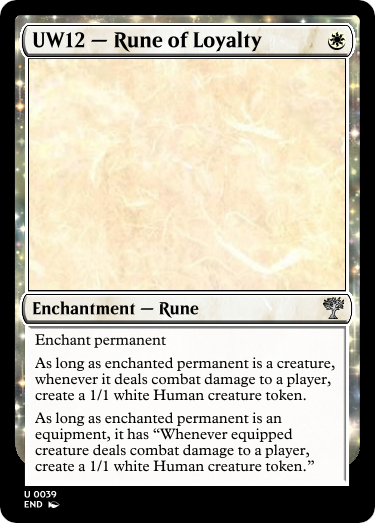 UW12 — Rune of Loyalty
Enchantment — Rune
Enchant permanent
As long as enchanted permanent is a creature,
whenever it deals combat damage to a player,
create a 1/1 white Human creature token.
As long as enchanted permanent is an
equipment, it has “Whenever equipped
creature deals combat damage to a player,
create a 1/1 white Human creature token.”
U 0039
END